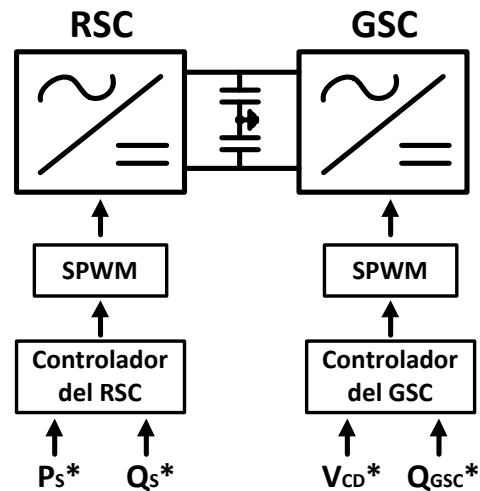 RSC GSC
SPWM SPWM
Controlador Controlador
del RSC del GSC
Ps* Qs* VCD* QGSC*